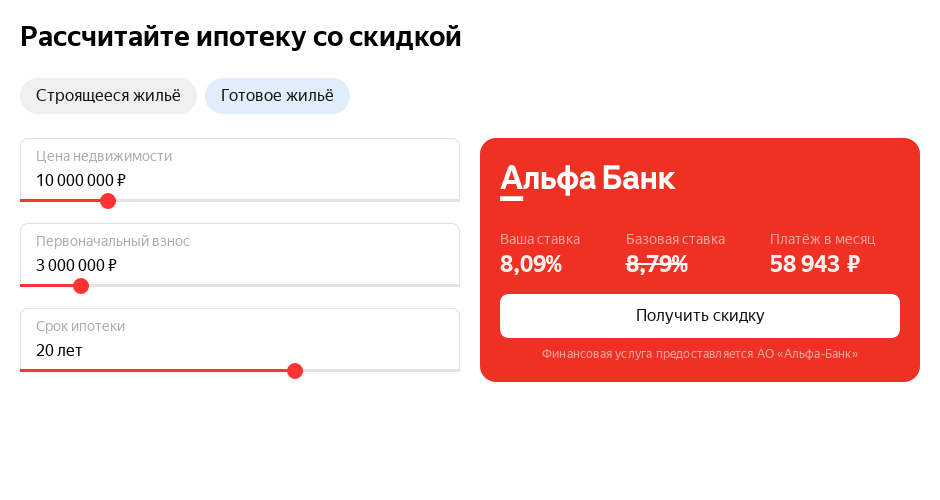 Рассчитайте ипотеку со скидкой
Строящееся жильё
Готовое жильё
Цена недвижимости
10 000 000 ₽
Первоначальный взнос
3 000 000 ₽
Срок ипотеки
20 лет
Альфа Банк
Ваша ставка
Базовая ставка
Платёж в месяц
8,09%
8,79%
58 943 ₽
Получить скидку
Финансовая услуга предоставляется АО «Альфа-Банк»